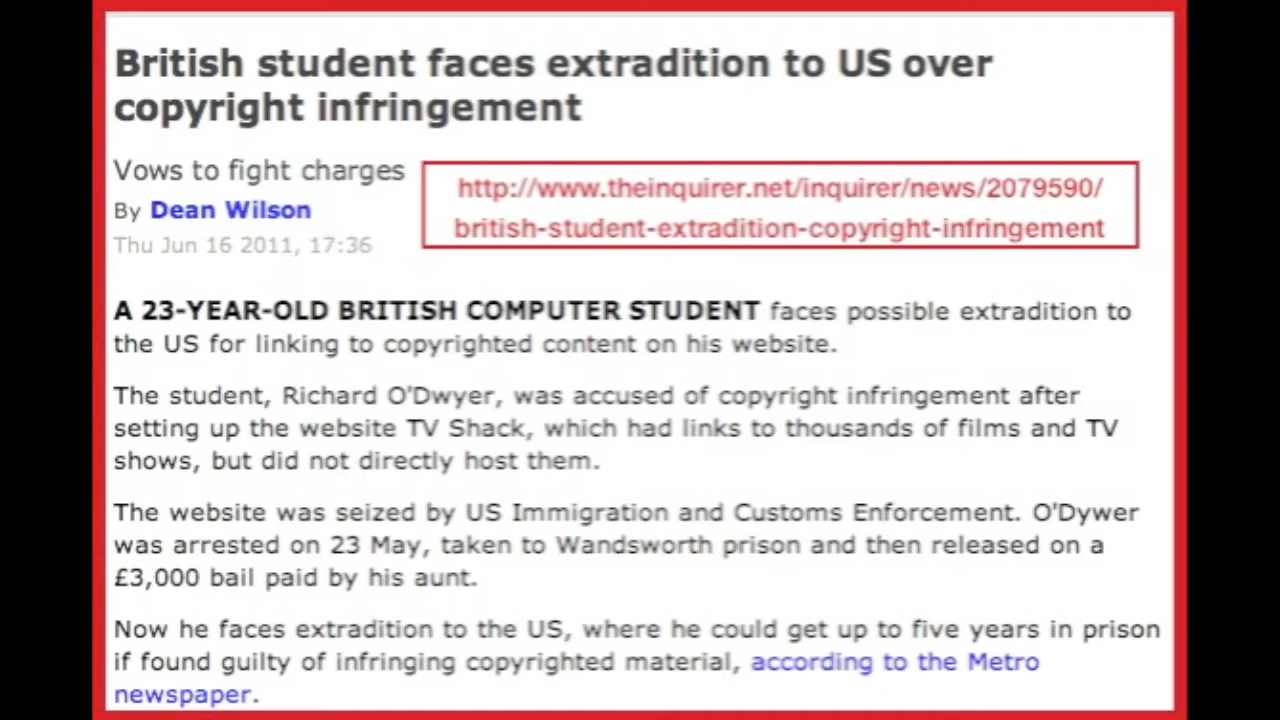 British student faces extradition to US over
copyright infringement
Vows to fight charges
By Dean Wilson
Thu Jun 16 2011, 17:36
http://www.theinquirer.net/inquirer/news/2079590/
british-student-extradition-copyright-infringement
A 23-YEAR-OLD BRITISH COMPUTER STUDENT faces possible extradition to
the US for linking to copyrighted content on his website.
The student, Richard O'Dwyer, was accused of copyright infringement after
setting up the website TV Shack, which had links to thousands of films and TV
shows, but did not directly host them.
The website was seized by US Immigration and Customs Enforcement. O'Dywer
was arrested on 23 May, taken to Wandsworth prison and then released on a
£3,000 bail paid by his aunt.
Now he faces extradition to the US, where he could get up to five years in prison
if found guilty of infringing copyrighted material, according to the Metro
newspaper.